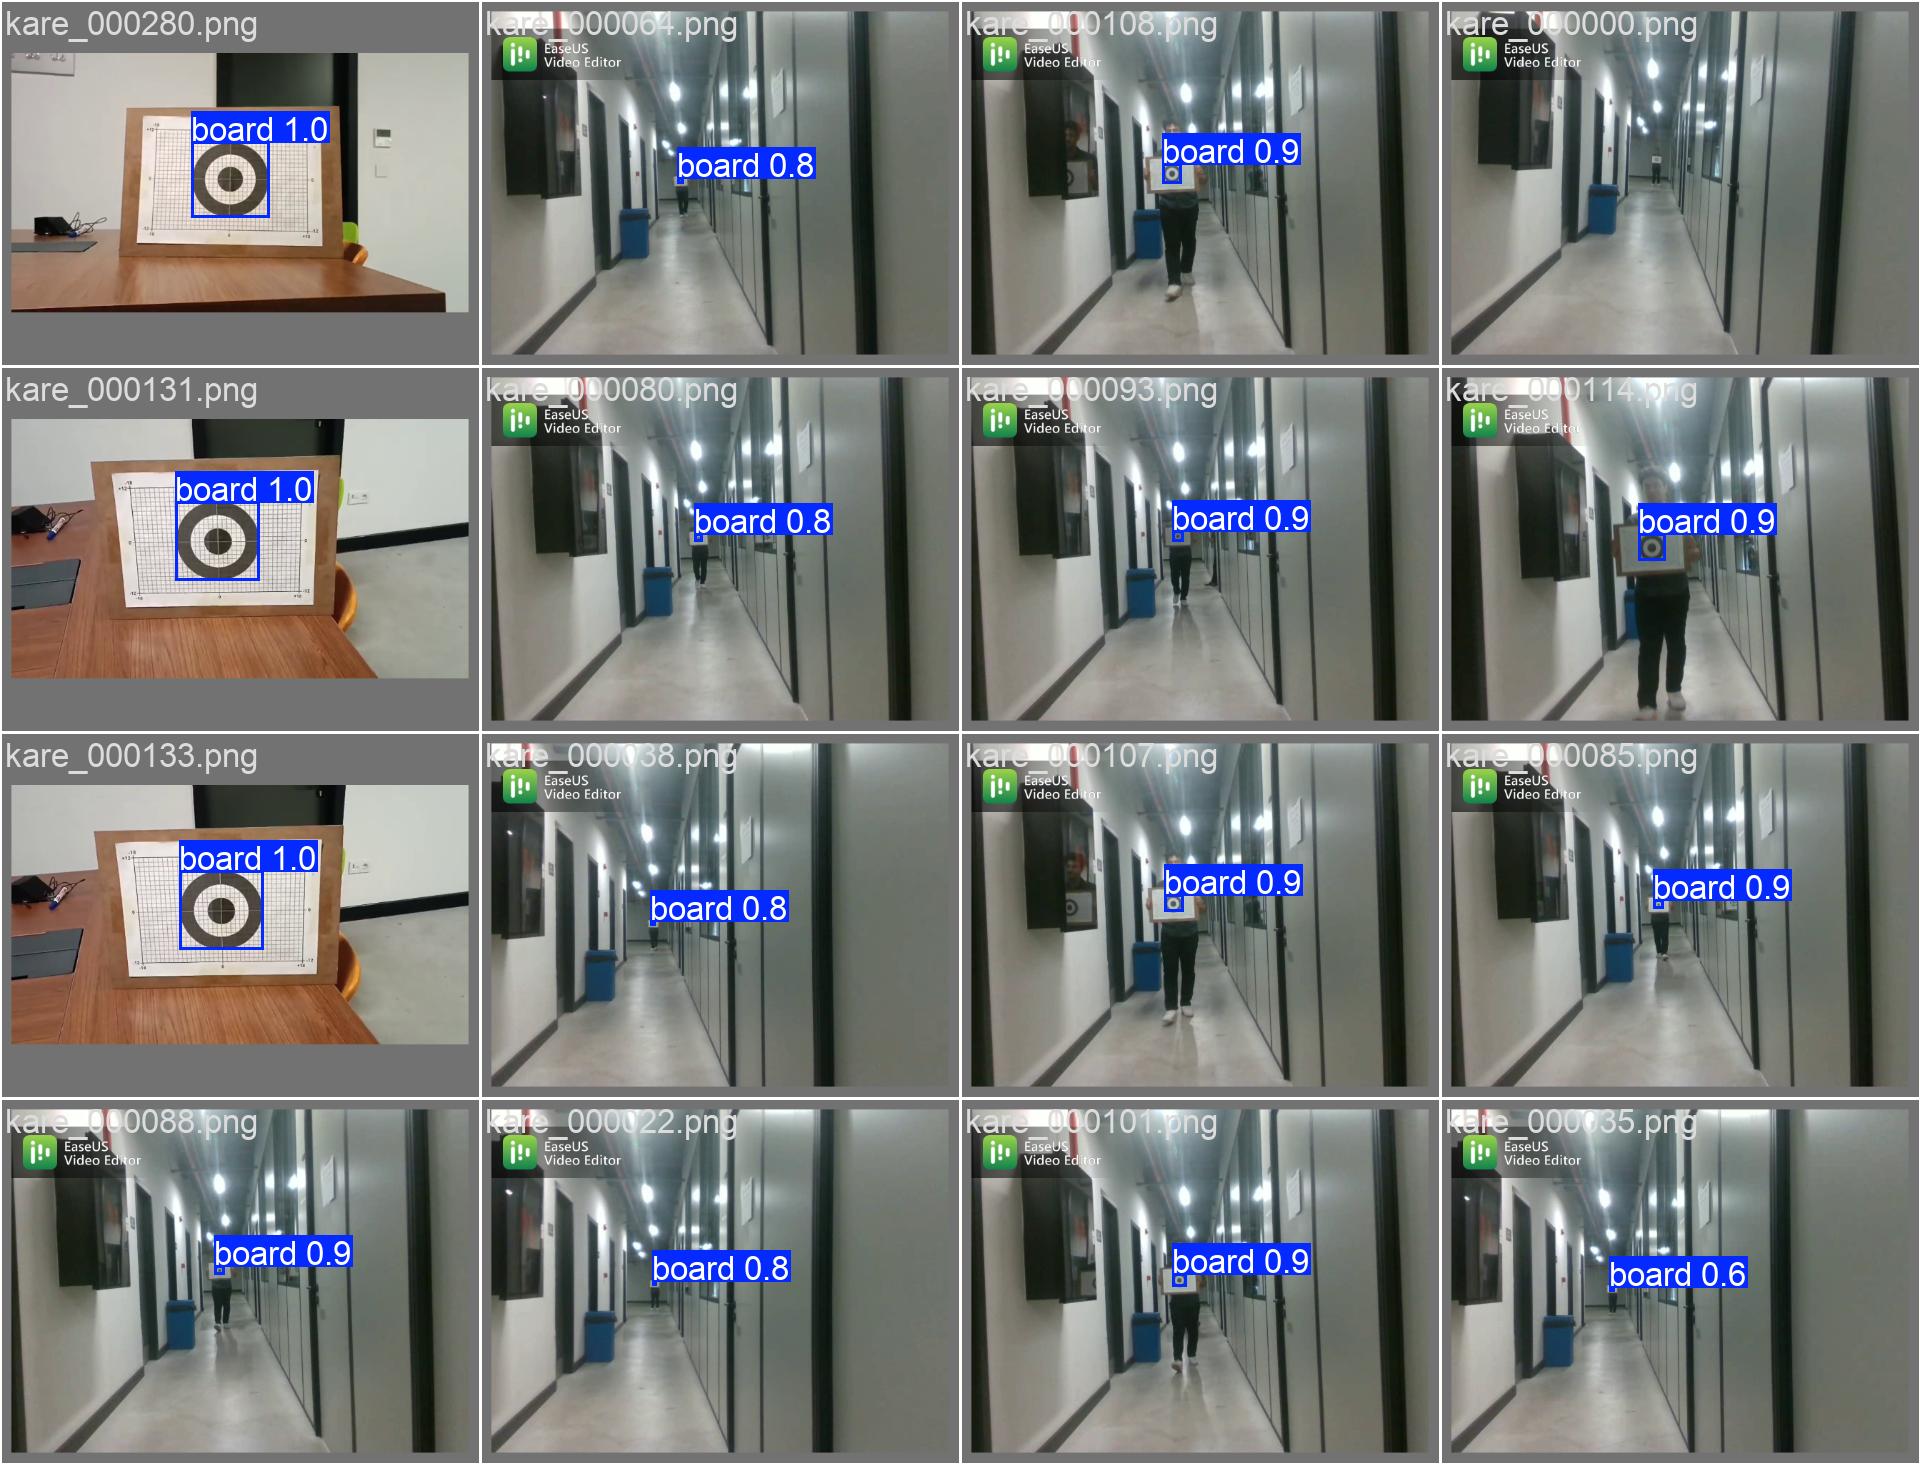 kare_000280.png
board 1.0
kare_000064.png
EaseUS
Video Editor
board 0.8
kare_000108.png
EaseUS
Video Editor
board 0.9
kare_000000.png
EaseUS
Video Editor
kare_000131.png
board 1.0
kare_000080.png
EaseUS
Video Editor
board 0.8
kare_000093.png
EaseUS
Video Editor
board 0.9
kare_000114.png
EaseUS
Video Editor
board 0.9
kare_000133.png
board 1.0
kare_000038.png
EaseUS
Video Editor
board 0.8
kare_000107.png
EaseUS
Video Editor
board 0.9
kare_000085.png
EaseUS
Video Editor
board 0.9
kare_000088.png
EaseUS
Video Editor
board 0.9
kare_000022.png
EaseUS
Video Editor
board 0.8
kare_000101.png
EaseUS
Video Editor
board 0.9
kare_000035.png
EaseUS
Video Editor
board 0.6